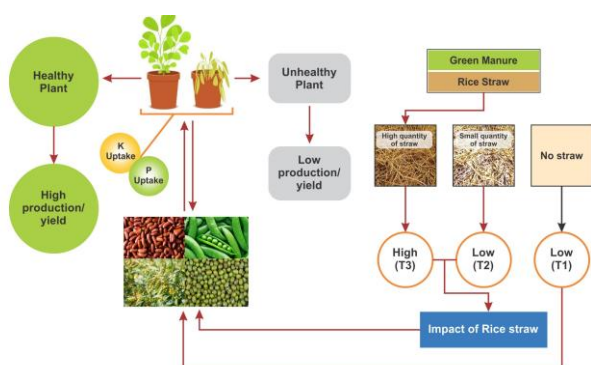 Healthy
Plant
High
production/
yield
K
Uptake
P
Uptake
Unhealthy
Plant
Low
production/
yield
Green Manure
Rice Straw
High quantity
of straw
Small quantity
of straw
No straw
High
(T3)
Low
(T2)
Low
(T1)
Impact of Rice straw